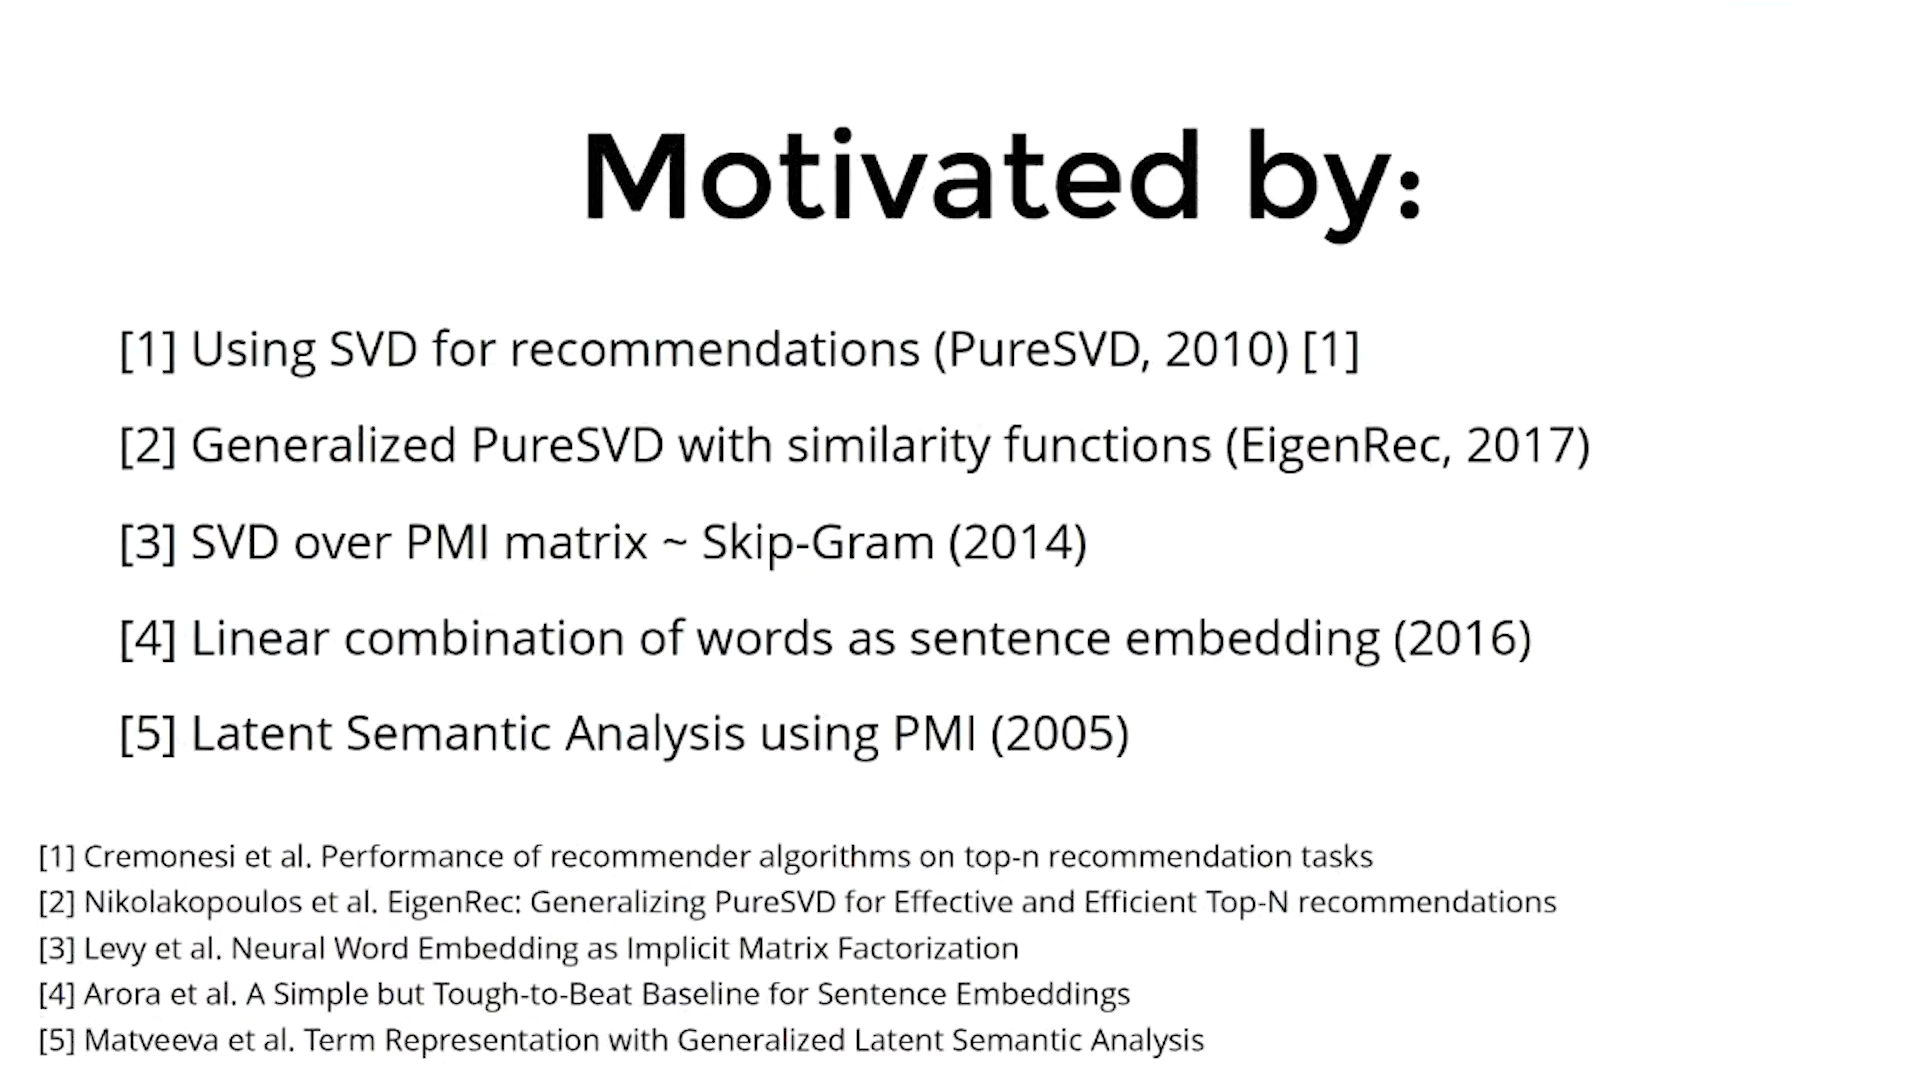 Motivated by:
[1] Using SVD for recommendations (PureSVD, 2010) [1]
[2] Generalized PureSVD with similarity functions (EigenRec, 2017)
[3] SVD over PMI matrix ~ Skip-Gram (2014)
[4] Linear combination of words as sentence embedding (2016)
[5] Latent Semantic Analysis using PMI (2005)
[1] Cremonesi et al. Performance of recommender algorithms on top-n recommendation tasks
[2] Nikolakopoulos et al. EigenRec: Generalizing PureSVD for Effective and Efficient Top-N recommendations
[3] Levy et al. Neural Word Embedding as Implicit Matrix Factorization
[4] Arora et al. A Simple but Tough-to-Beat Baseline for Sentence Embeddings
[5] Matveeva et al. Term Representation with Generalized Latent Semantic Analysis